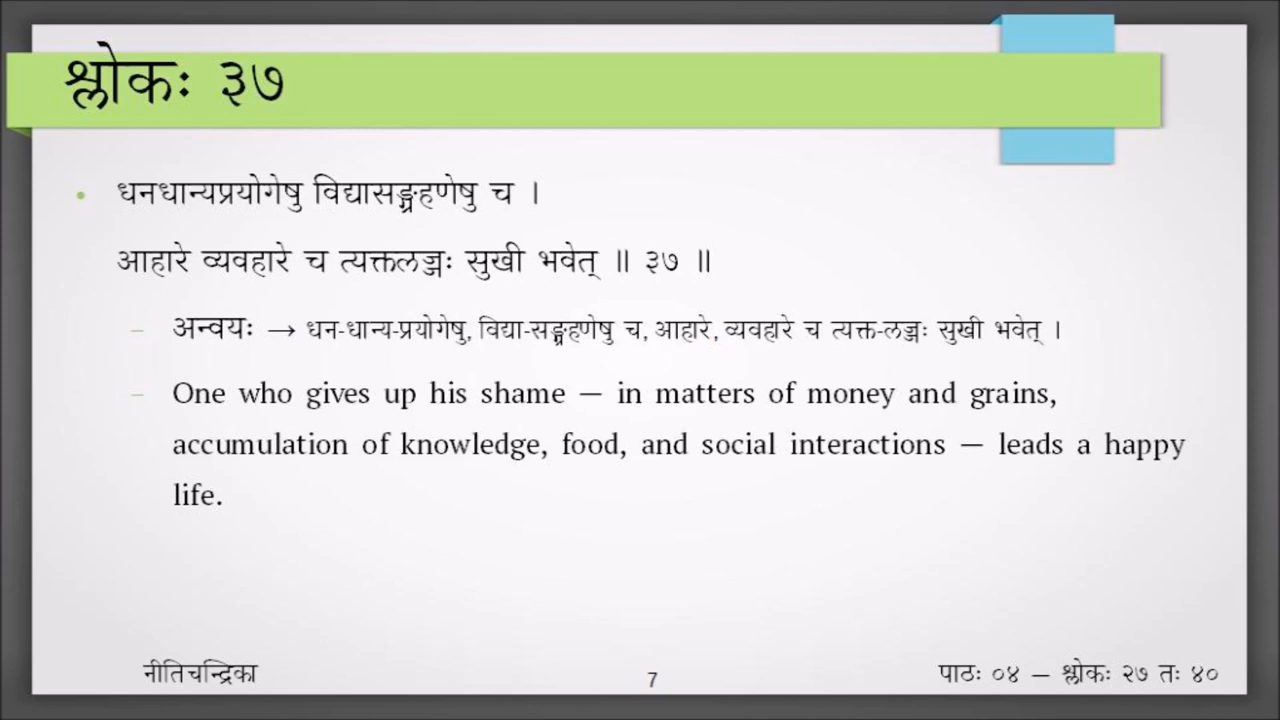 श्लोकः ३७
• धनधान्यप्रयोगेषु विद्यासङ्ग्रहणेषु च ।
आहारे व्यवहारे च त्यक्तलज्जः सुखी भवेत् ॥ ३७ ॥
– अन्वयः → धन-धान्य-प्रयोगेषु, विद्या-सङ्ग्रहणेषु च, आहारे, व्यवहारे च त्यक्त-लज्जः सुखी भवेत् ।
– One who gives up his shame — in matters of money and grains,
accumulation of knowledge, food, and social interactions — leads a happy
life.
नीतिचन्द्रिका 7 पाठः ०४ – श्लोकः २७ तः ४०